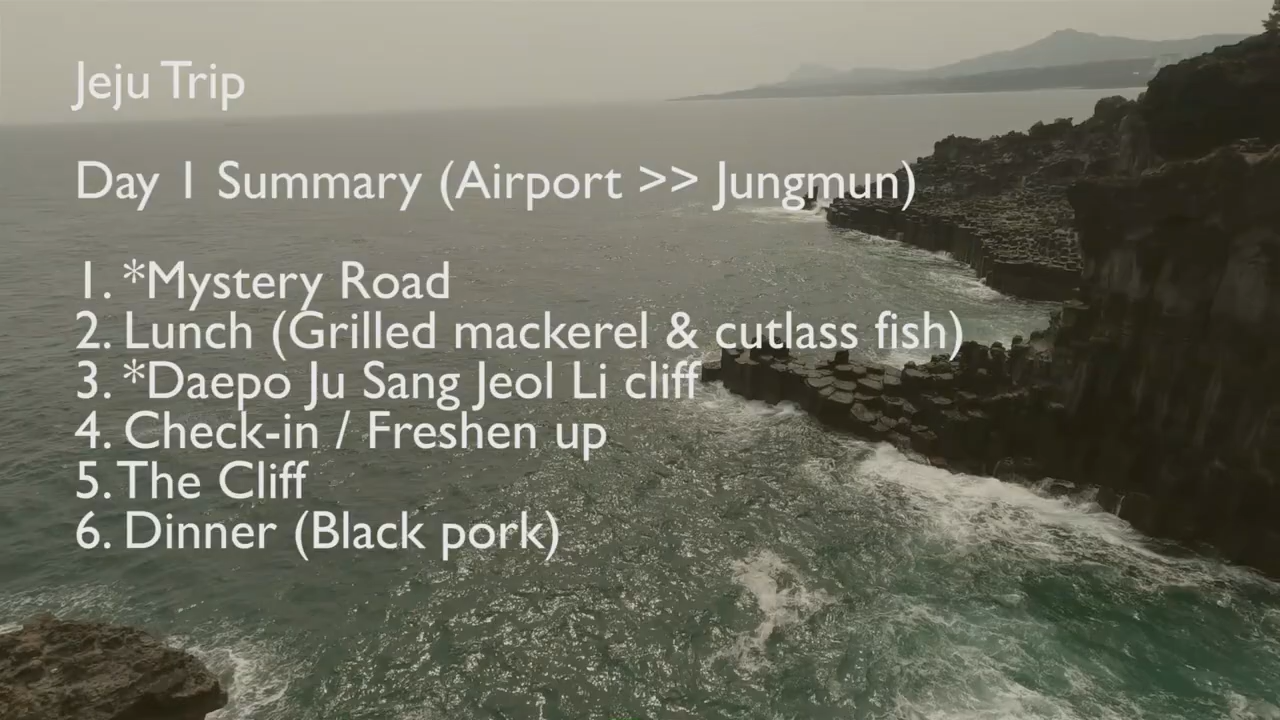 Jeju Trip
Day 1 Summary (Airport >> Jungmun)
1. *Mystery Road
2. Lunch (Grilled mackerel & cutlass fish)
3. *Daepo Ju Sang Jeol Li cliff
4. Check-in / Freshen up
5. The Cliff
6. Dinner (Black pork)